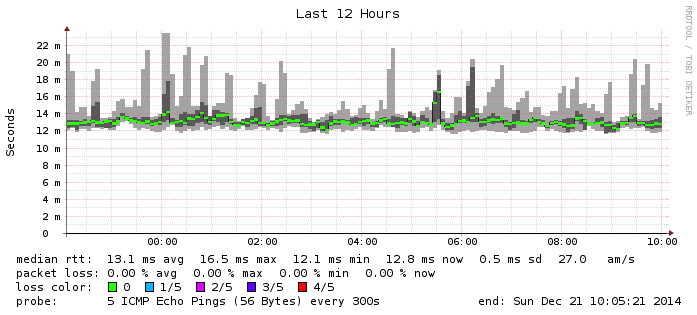 Last 12 Hours
RRDTOOL / TOBI OETIKER
Seconds
22 m
20 m
18 m
16 m
14 m
12 m
10 m
8 m
6 m
4 m
2 m
0
00:00 02:00 04:00 06:00 08:00 10:00
median rtt: 13.1 ms avg 16.5 ms max 12.1 ms min 12.8 ms now 0.5 ms sd 27.0 am/s
packet loss: 0.00 % avg 0.00 % max 0.00 % min 0.00 % now
loss color: 0 1/5 2/5 3/5 4/5
probe: 5 ICMP Echo Pings (56 Bytes) every 300s end: Sun Dec 21 10:05:21 2014